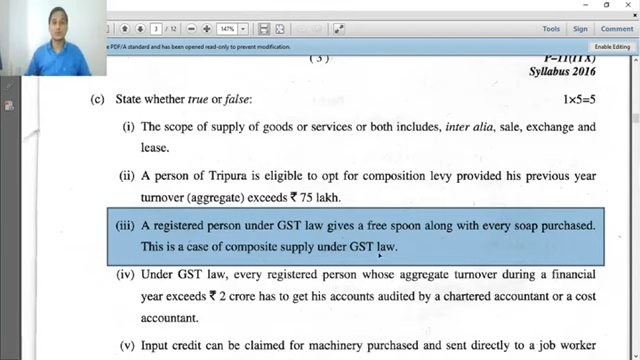 3 / 12
147%
Tools
Sign
Comment
e PDF/A standard and has been opened read-only to prevent modification.
Enable Editing
( 3 )
P-11(ITX)
Syllabus 2016
(c) State whether true or false: 1×5=5
(i) The scope of supply of goods or services or both includes, inter alia, sale, exchange and
lease.
(ii) A person of Tripura is eligible to opt for composition levy provided his previous year
turnover (aggregate) exceeds ₹ 75 lakh.
(iii) A registered person under GST law gives a free spoon along with every soap purchased.
This is a case of composite supply under GST law.
(iv) Under GST law, every registered person whose aggregate turnover during a financial
year exceeds ₹ 2 crore has to get his accounts audited by a chartered accountant or a cost
accountant.
(v) Input credit can be claimed for machinery purchased and sent directly to a job worker